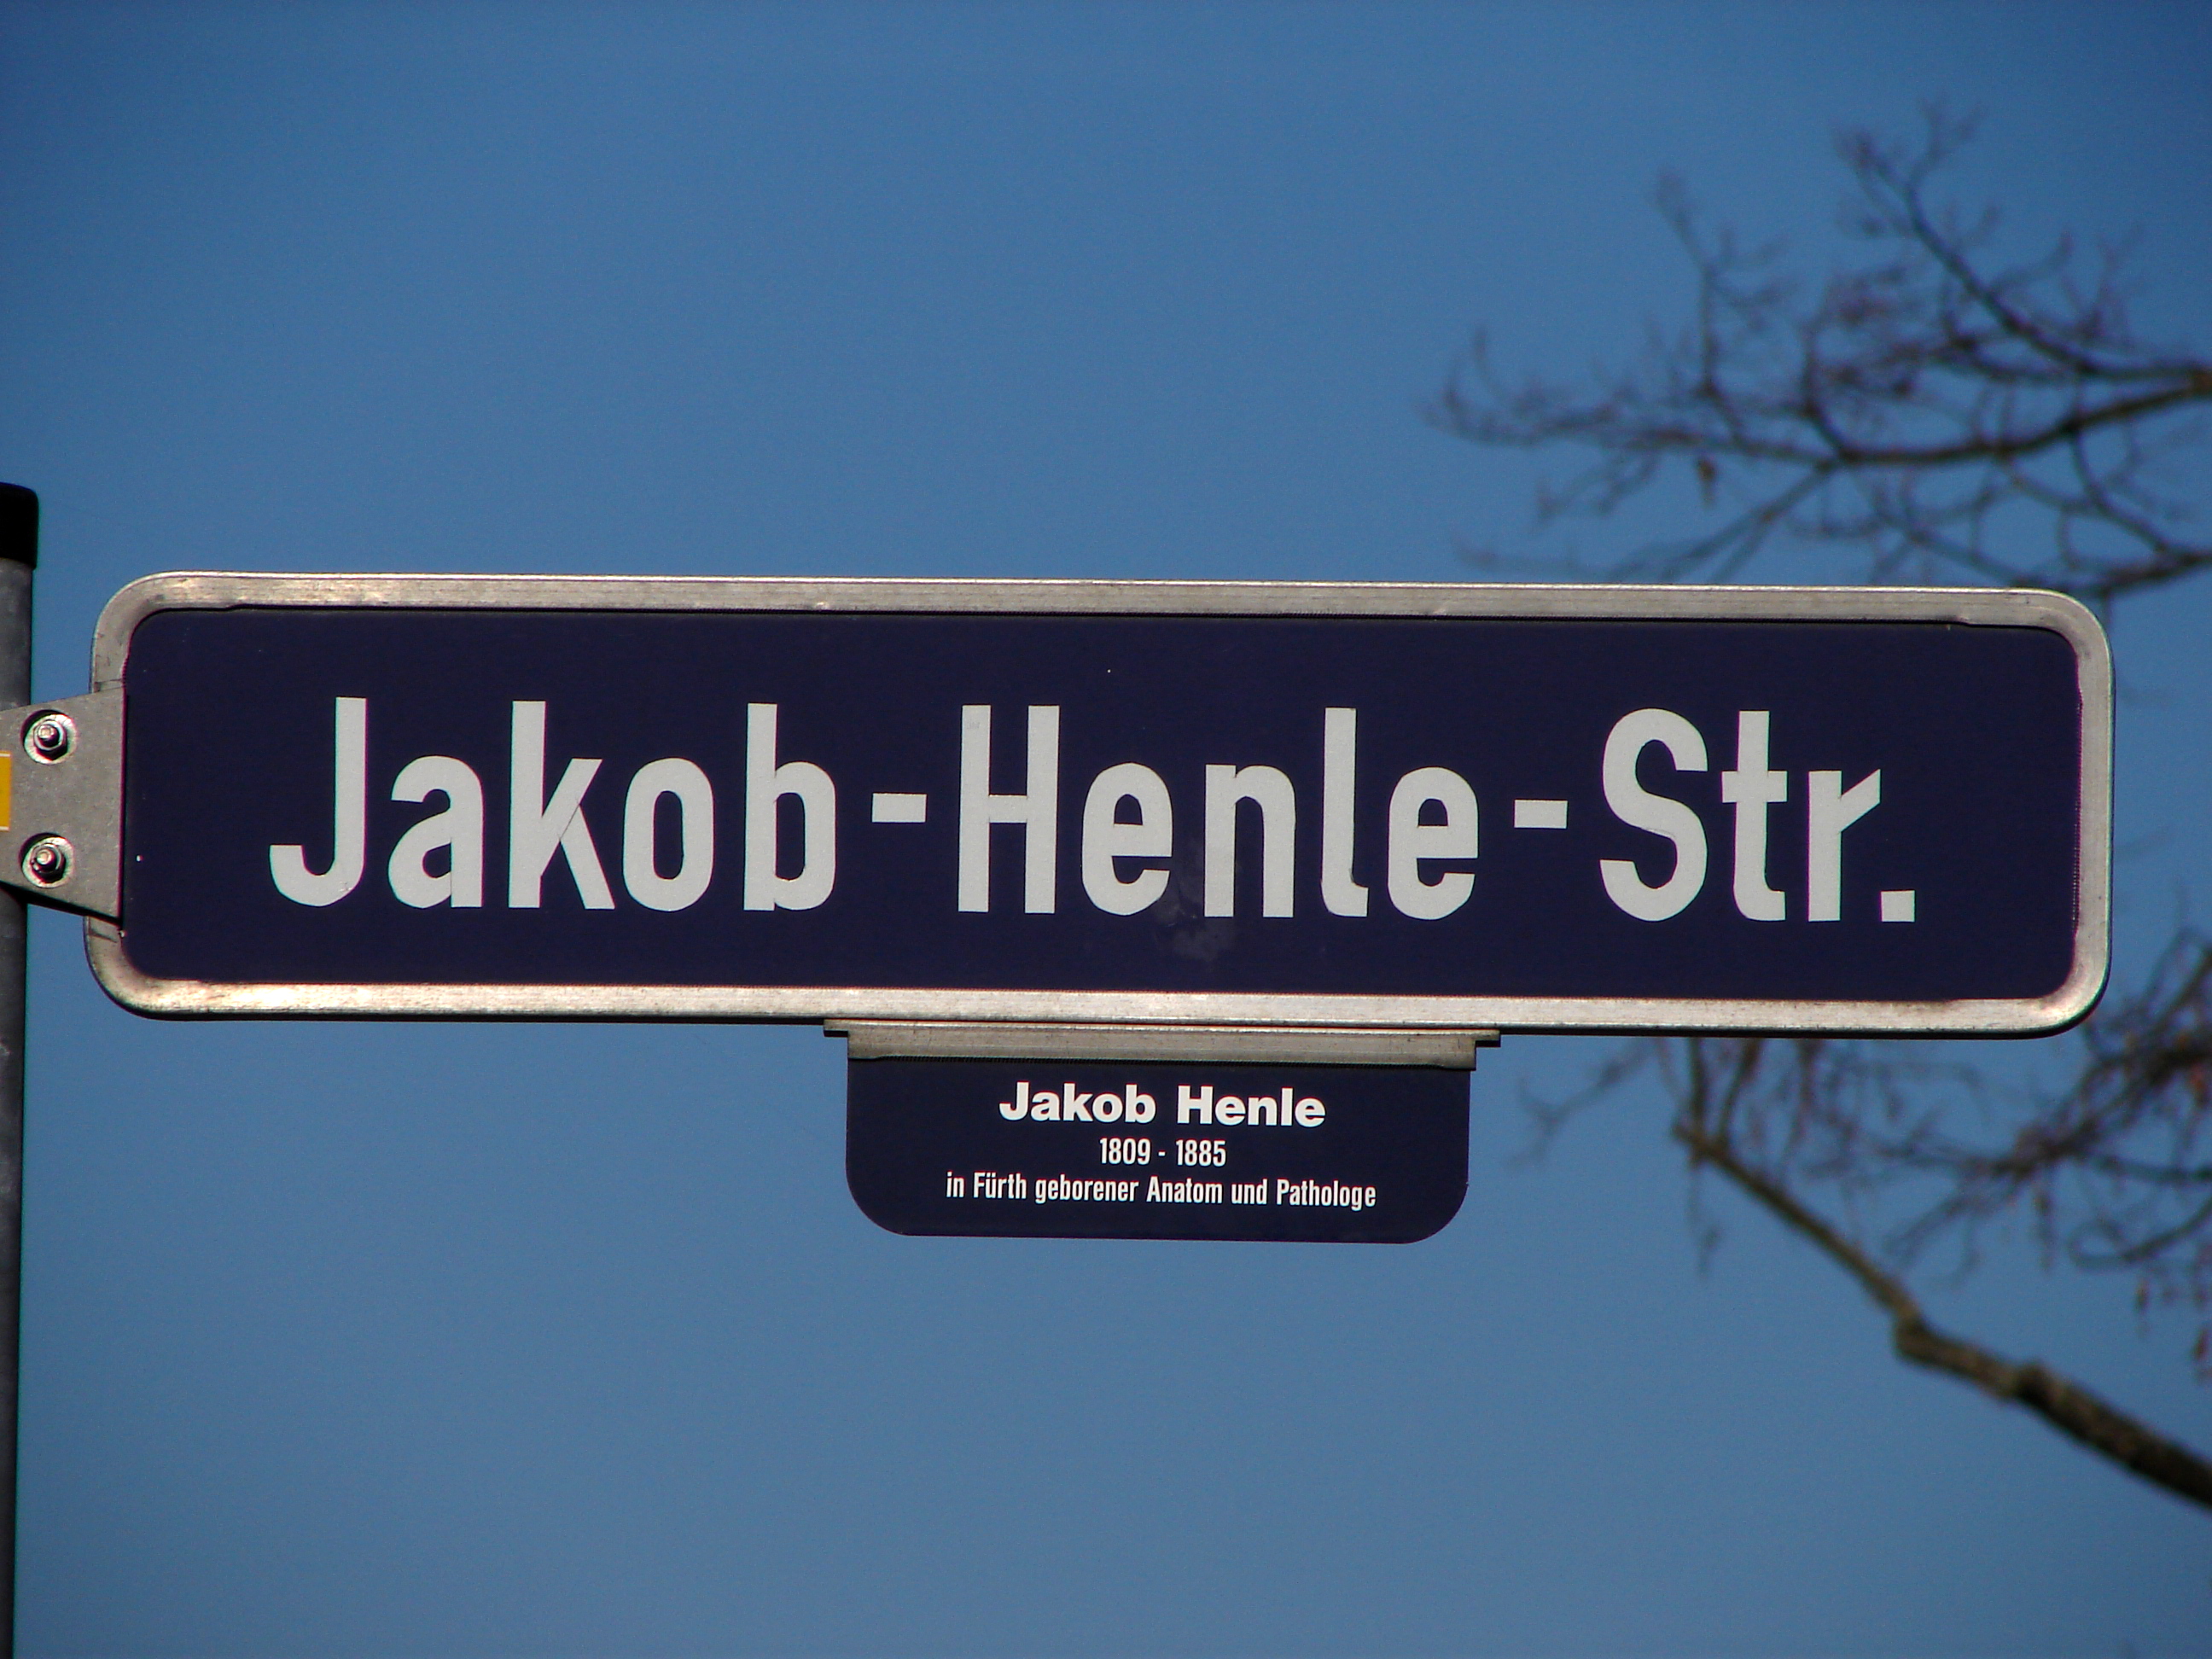 Jakob-Henle-Str.
Jakob Henle
1809 - 1885
in Fürth geborener Anatom und Pathologe